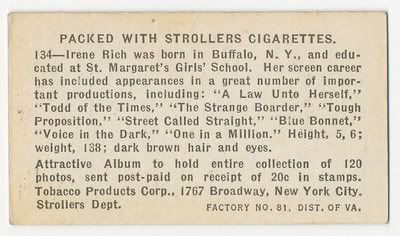 PACKED WITH STROLLERS CIGARETTES.
134—Irene Rich was born in Buffalo, N. Y., and edu-
cated at St. Margaret's Girls' School. Her screen career
has included appearances in a great number of impor-
tant productions, including: "A Law Unto Herself,"
"Todd of the Times," "The Strange Boarder," "Tough
Proposition," "Street Called Straight," "Blue Bonnet,"
"Voice in the Dark," "One in a Million." Height, 5, 6;
weight, 138; dark brown hair and eyes.
Attractive Album to hold entire collection of 120
photos, sent post-paid on receipt of 20c in stamps.
Tobacco Products Corp., 1767 Broadway, New York City.
Strollers Dept. FACTORY NO. 81, DIST. OF VA.